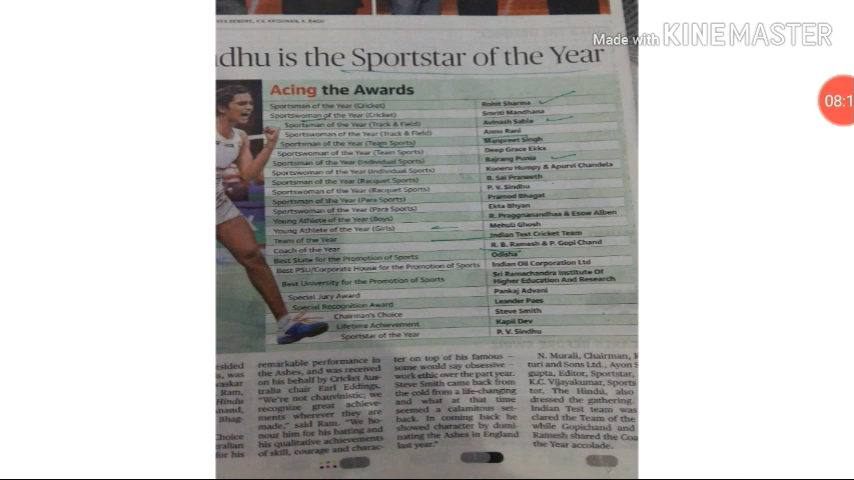 Made with KINEMASTER
08:1
dhu is the Sportstar of the Year
Acing the Awards
Sportsman of the Year (Cricket) Rohit Sharma
Sportswoman of the Year (Cricket) Smriti Mandhana
Sportsman of the Year (Track & Field) Avinash Sable
Sportswoman of the Year (Track & Field) Annu Rani
Sportsman of the Year (Team Sports) Manpreet Singh
Sportswoman of the Year (Team Sports) Deep Grace Ekka
Sportsman of the Year (Individual Sports) Bajrang Punia
Sportswoman of the Year (Individual Sports) Koneru Humpy & Apurvi Chandela
Sportsman of the Year (Racquet Sports) B. Sai Praneeth
Sportswoman of the Year (Racquet Sports) P. V. Sindhu
Sportsman of the Year (Para Sports) Pramod Bhagat
Sportswoman of the Year (Para Sports) Ekta Bhyan
Young Athlete of the Year (Boys) R. Praggnanandhaa & Esow Alben
Young Athlete of the Year (Girls) Mehuli Ghosh
Team of the Year Indian Test Cricket Team
Coach of the Year R. B. Ramesh & P. Gopi Chand
Best State for the Promotion of Sports Odisha
Best PSU/Corporate House for the Promotion of Sports Indian Oil Corporation Ltd
Best University for the Promotion of Sports Sri Ramachandra Institute Of
Higher Education And Research
Special Jury Award Pankaj Advani
Special Recognition Award Leander Paes
Chairman's Choice Steve Smith
Lifetime Achievement Kapil Dev
Sportstar of the Year P. V. Sindhu
sided
s, was
vaskar
Ram,
Hindu
nand,
Bhag-
Choice
ralian
for his
remarkable performance in
the Ashes, and was received
on his behalf by Cricket Aus-
tralia chair Earl Eddings.
"We're not chauvinistic; we
recognize great achieve-
ments wherever they are
made," said Ram. "We ho-
nour him for his batting and
his qualitative achievements
of skill, courage and charac-
ter on top of his famous –
some would say obsessive –
work ethic over the past year.
Steve Smith came back from
the cold from a life-changing
and what at that time
seemed a calamitous set-
back. In coming back he
showed character by domi-
nating the Ashes in England
last year."
N. Murali, Chairman, K
turi and Sons Ltd., Ayon S
gupta, Editor, Sportstar,
K.C. Vijayakumar, Sports
tor, The Hindu, also
dressed the gathering.
Indian Test team was
clared the Team of the
while Gopichand and
Ramesh shared the Coa
the Year accolade.